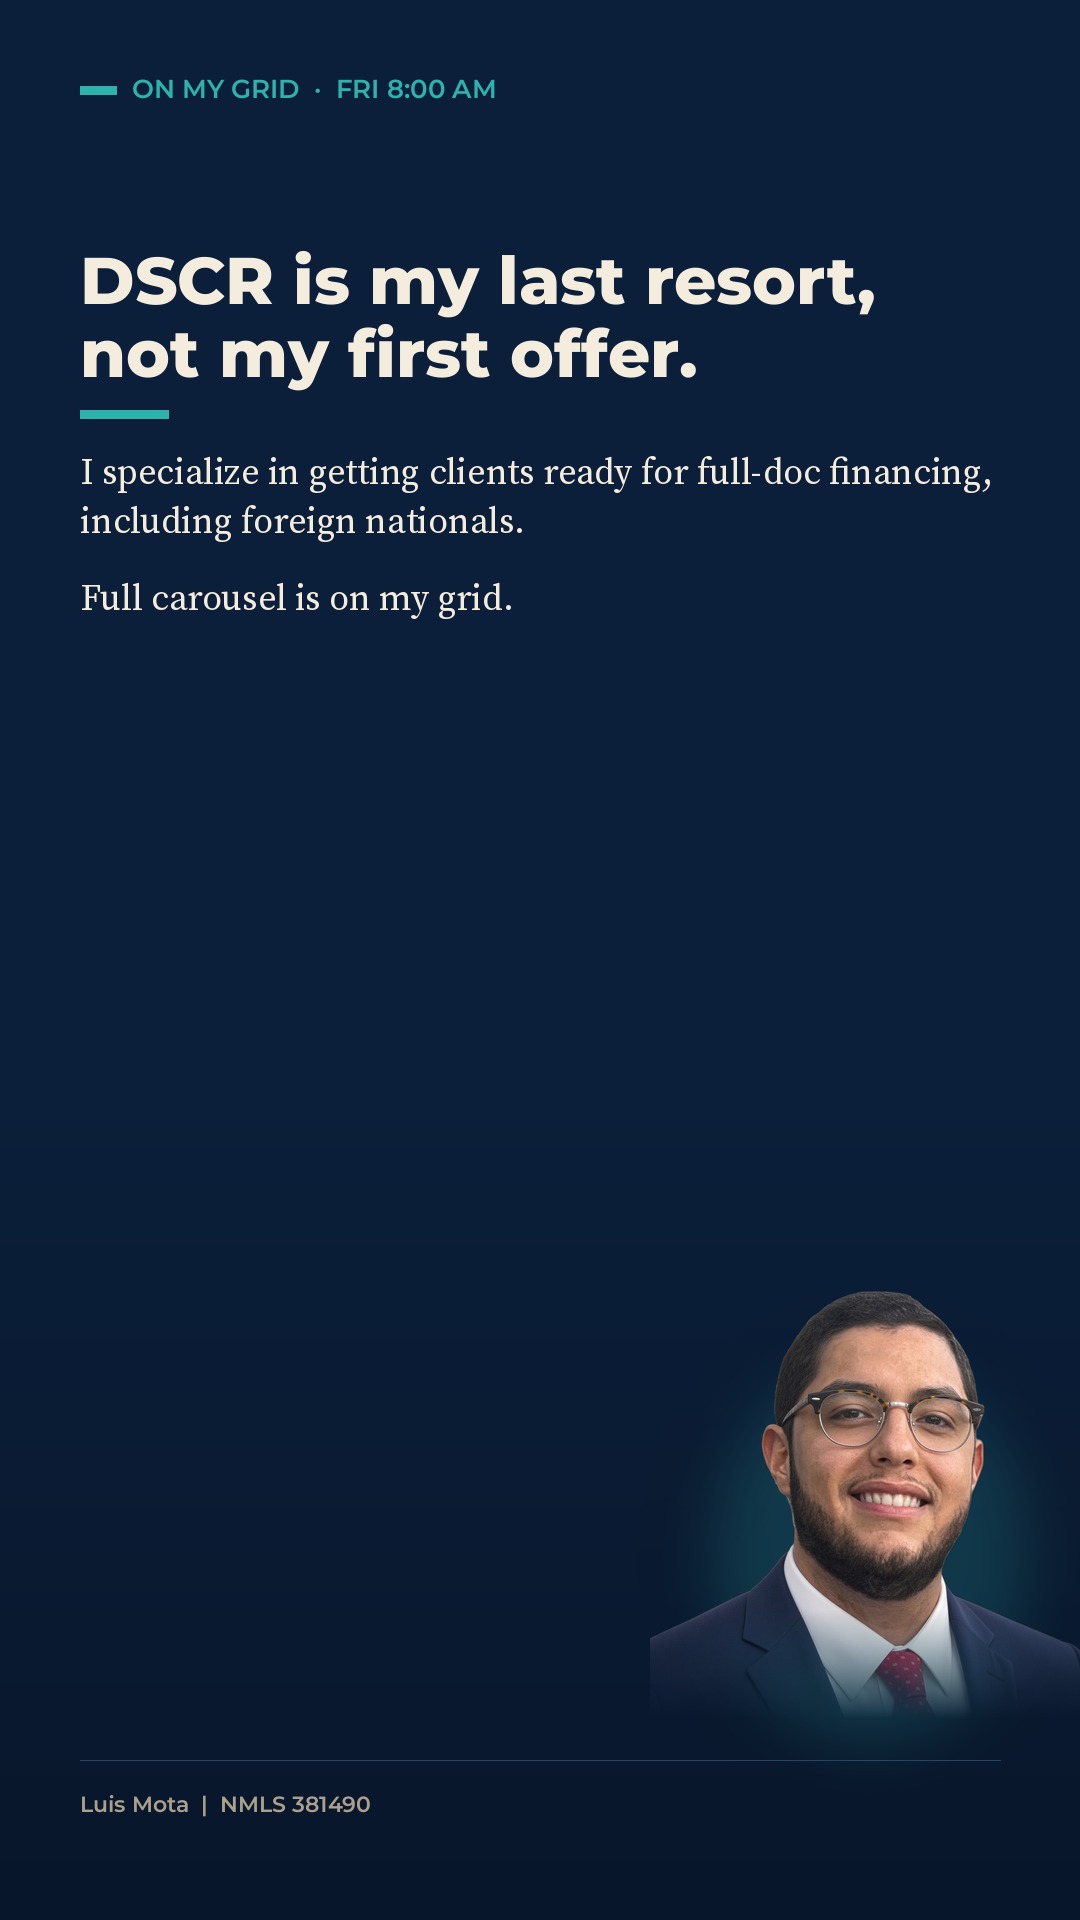 ON MY GRID · FRI 8:00 AM
DSCR is my last resort,
not my first offer.
I specialize in getting clients ready for full-doc financing,
including foreign nationals.
Full carousel is on my grid.
Luis Mota | NMLS 381490